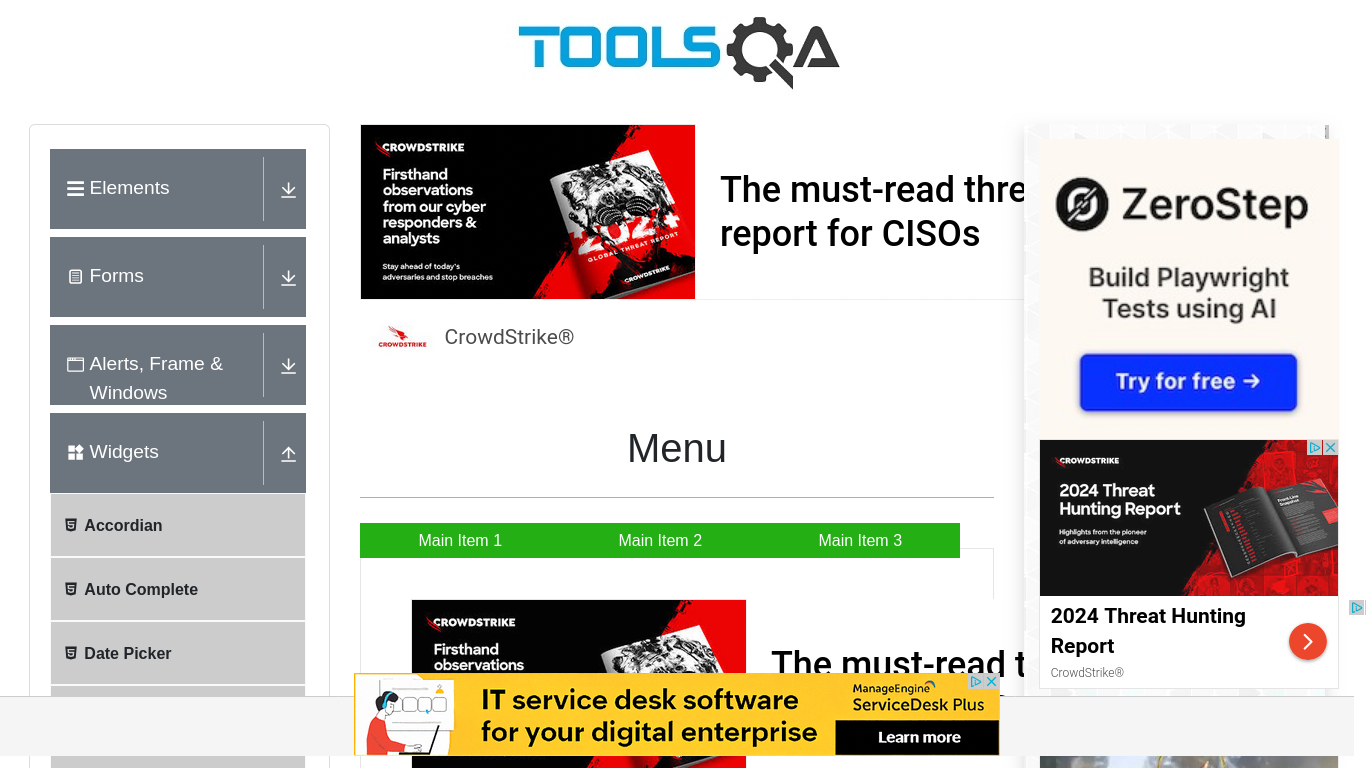 TOOLSQA
Elements
Forms
Alerts, Frame &
Windows
Widgets
Accordian
Auto Complete
Date Picker
CROWDSTRIKE
Firsthand
observations
from our cyber
responders &
analysts
Stay ahead of today's
adversaries and stop breaches
2024
GLOBAL THREAT REPORT
CROWDSTRIKE
The must-read thre
report for CISOs
CROWDSTRIKE
CrowdStrike®
Menu
Main Item 1
Main Item 2
Main Item 3
CROWDSTRIKE
Firsthand
observations
The must-read t
ZeroStep
Build Playwright
Tests using AI
Try for free →
CROWDSTRIKE
2024 Threat
Hunting Report
Highlights from the pioneer
of adversary intelligence
Front-Line
Snapshot
2024 Threat Hunting
Report
CrowdStrike®
IT service desk software
for your digital enterprise
ManageEngine
ServiceDesk Plus
Learn more